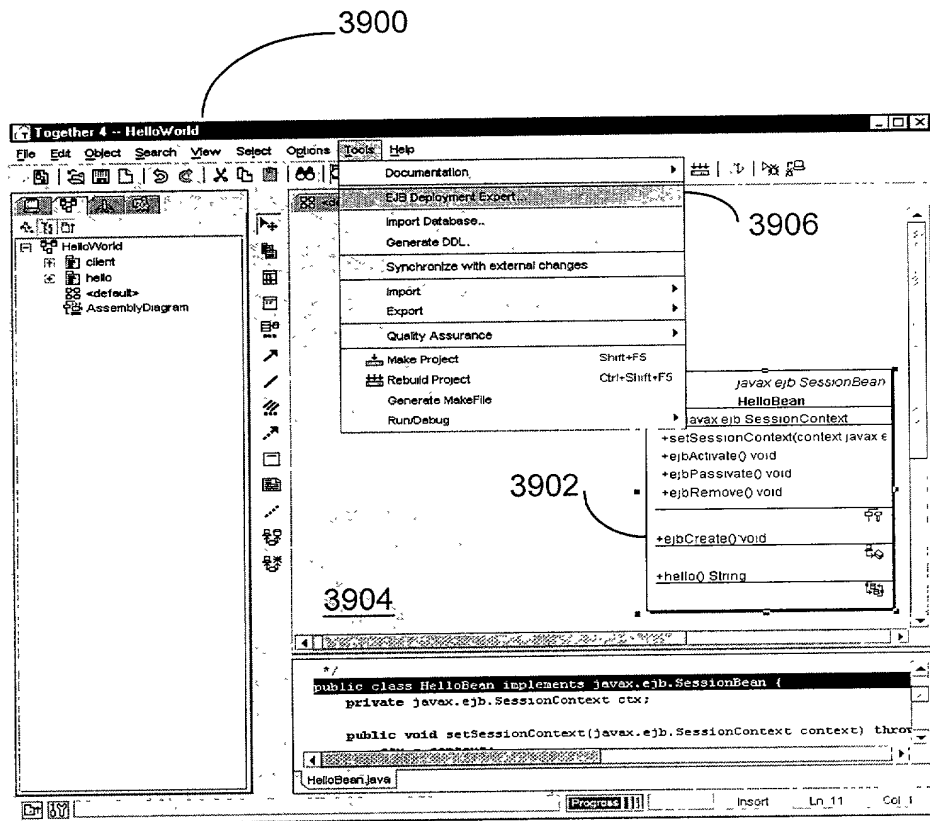 3900
Together 4 -- HelloWorld
File Edit Object Search View Select Options Tools Help
Documentation
EJB Deployment Expert...
3906
Import Database..
Generate DDL.
Synchronize with external changes
Import
Export
Quality Assurance
Make Project Shift+F5
Rebuild Project Ctrl+Shift+F5
Generate MakeFile
Run/Debug
HelloWorld
client
hello
<default>
AssemblyDiagram
javax ejb SessionBean
HelloBean
javax ejb SessionContext
+setSessionContext(context javax e
+ejbActivate() void
+ejbPassivate() void
+ejbRemove() void
3902
+ejbCreate() void
+hello() String
3904
*/
public class HelloBean implements javax.ejb.SessionBean {
private javax.ejb.SessionContext ctx;
public void setSessionContext(javax.ejb.SessionContext context) throw
HelloBean.java
Progress Insert Ln 11 Col 1